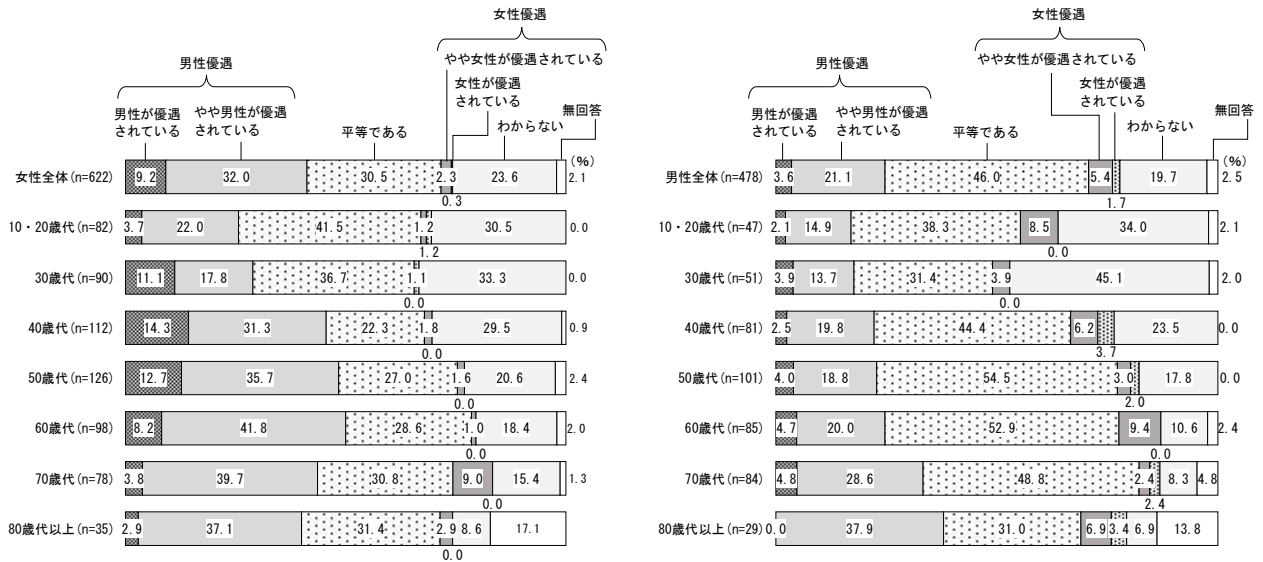 女性優遇
やや女性が優遇されている
男性優遇
女性が優遇
されている
無回答
男性が優遇
されている
やや男性が優遇
されている
平等である
わからない
(%)
女性全体(n=622) 9.2 32.0 30.5 2.3 23.6 2.1
0.3
10・20歳代(n=82) 3.7 22.0 41.5 1.2 30.5 0.0
1.2
30歳代(n=90) 11.1 17.8 36.7 1.1 33.3 0.0
0.0
40歳代(n=112) 14.3 31.3 22.3 1.8 29.5 0.9
0.0
50歳代(n=126) 12.7 35.7 27.0 1.6 20.6 2.4
0.0
60歳代(n=98) 8.2 41.8 28.6 1.0 18.4 2.0
0.0
70歳代(n=78) 3.8 39.7 30.8 9.0 15.4 1.3
0.0
80歳代以上(n=35) 2.9 37.1 31.4 2.9 8.6 17.1
0.0
女性優遇
やや女性が優遇されている
男性優遇
女性が優遇
されている
無回答
男性が優遇
されている
やや男性が優遇
されている
平等である
わからない
(%)
男性全体(n=478) 3.6 21.1 46.0 5.4 19.7 2.5
1.7
10・20歳代(n=47) 2.1 14.9 38.3 8.5 34.0 2.1
0.0
30歳代(n=51) 3.9 13.7 31.4 3.9 45.1 2.0
0.0
40歳代(n=81) 2.5 19.8 44.4 6.2 23.5 0.0
3.7
50歳代(n=101) 4.0 18.8 54.5 3.0 17.8 0.0
2.0
60歳代(n=85) 4.7 20.0 52.9 9.4 10.6 2.4
0.0
70歳代(n=84) 4.8 28.6 48.8 2.4 8.3 4.8
2.4
80歳代以上(n=29) 0.0 37.9 31.0 6.9 3.4 6.9 13.8